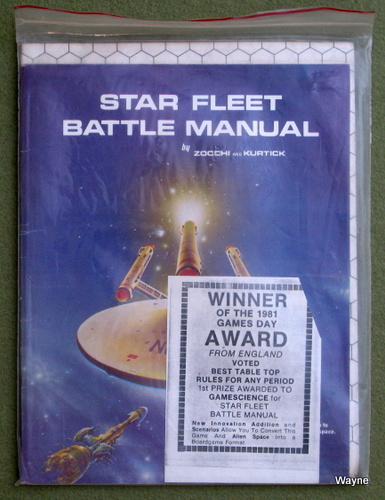 STAR FLEET
BATTLE MANUAL
by ZOCCHI AND KURTICK
WINNER
OF THE 1981
GAMES DAY
AWARD
FROM ENGLAND
VOTED
BEST TABLE TOP
RULES FOR ANY PERIOD
1st PRIZE AWARDED TO
GAMESCIENCE for
STAR FLEET
BATTLE MANUAL
New Innovation Addition and
Scenarios Allow You To Convert This
Game And Alien Space Into a
Boardgame Format.
to
space.
Wayne